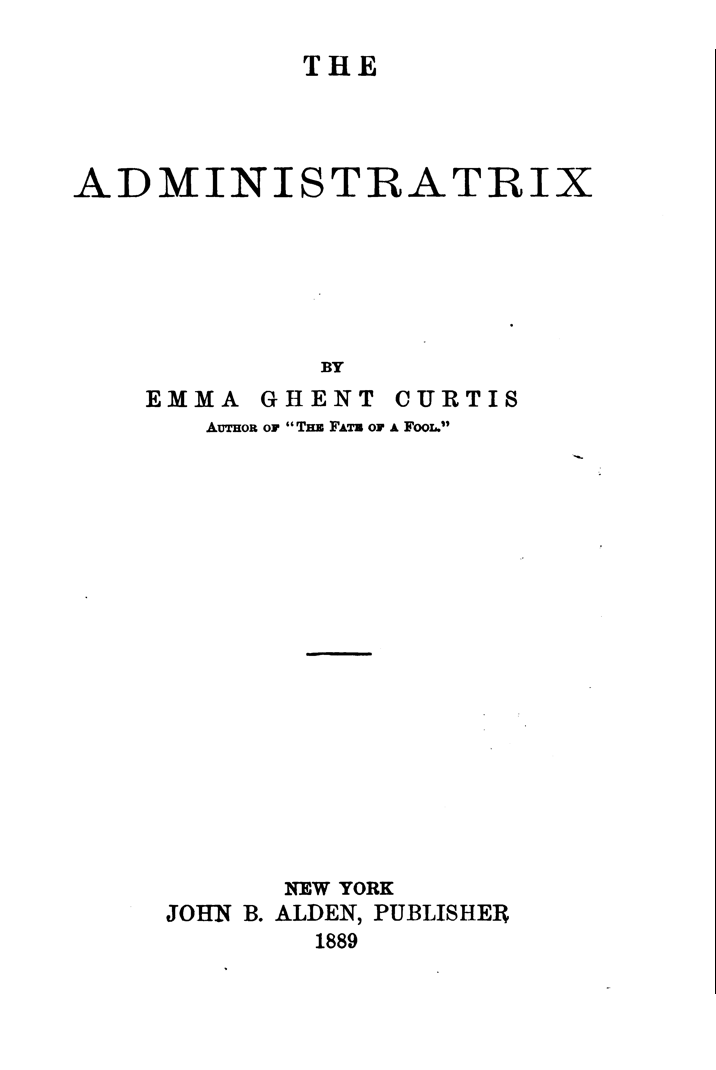 THE
ADMINISTRATRIX
BY
EMMA GHENT CURTIS
AUTHOR OF "THE FATE OF A FOOL."
NEW YORK
JOHN B. ALDEN, PUBLISHER
1889